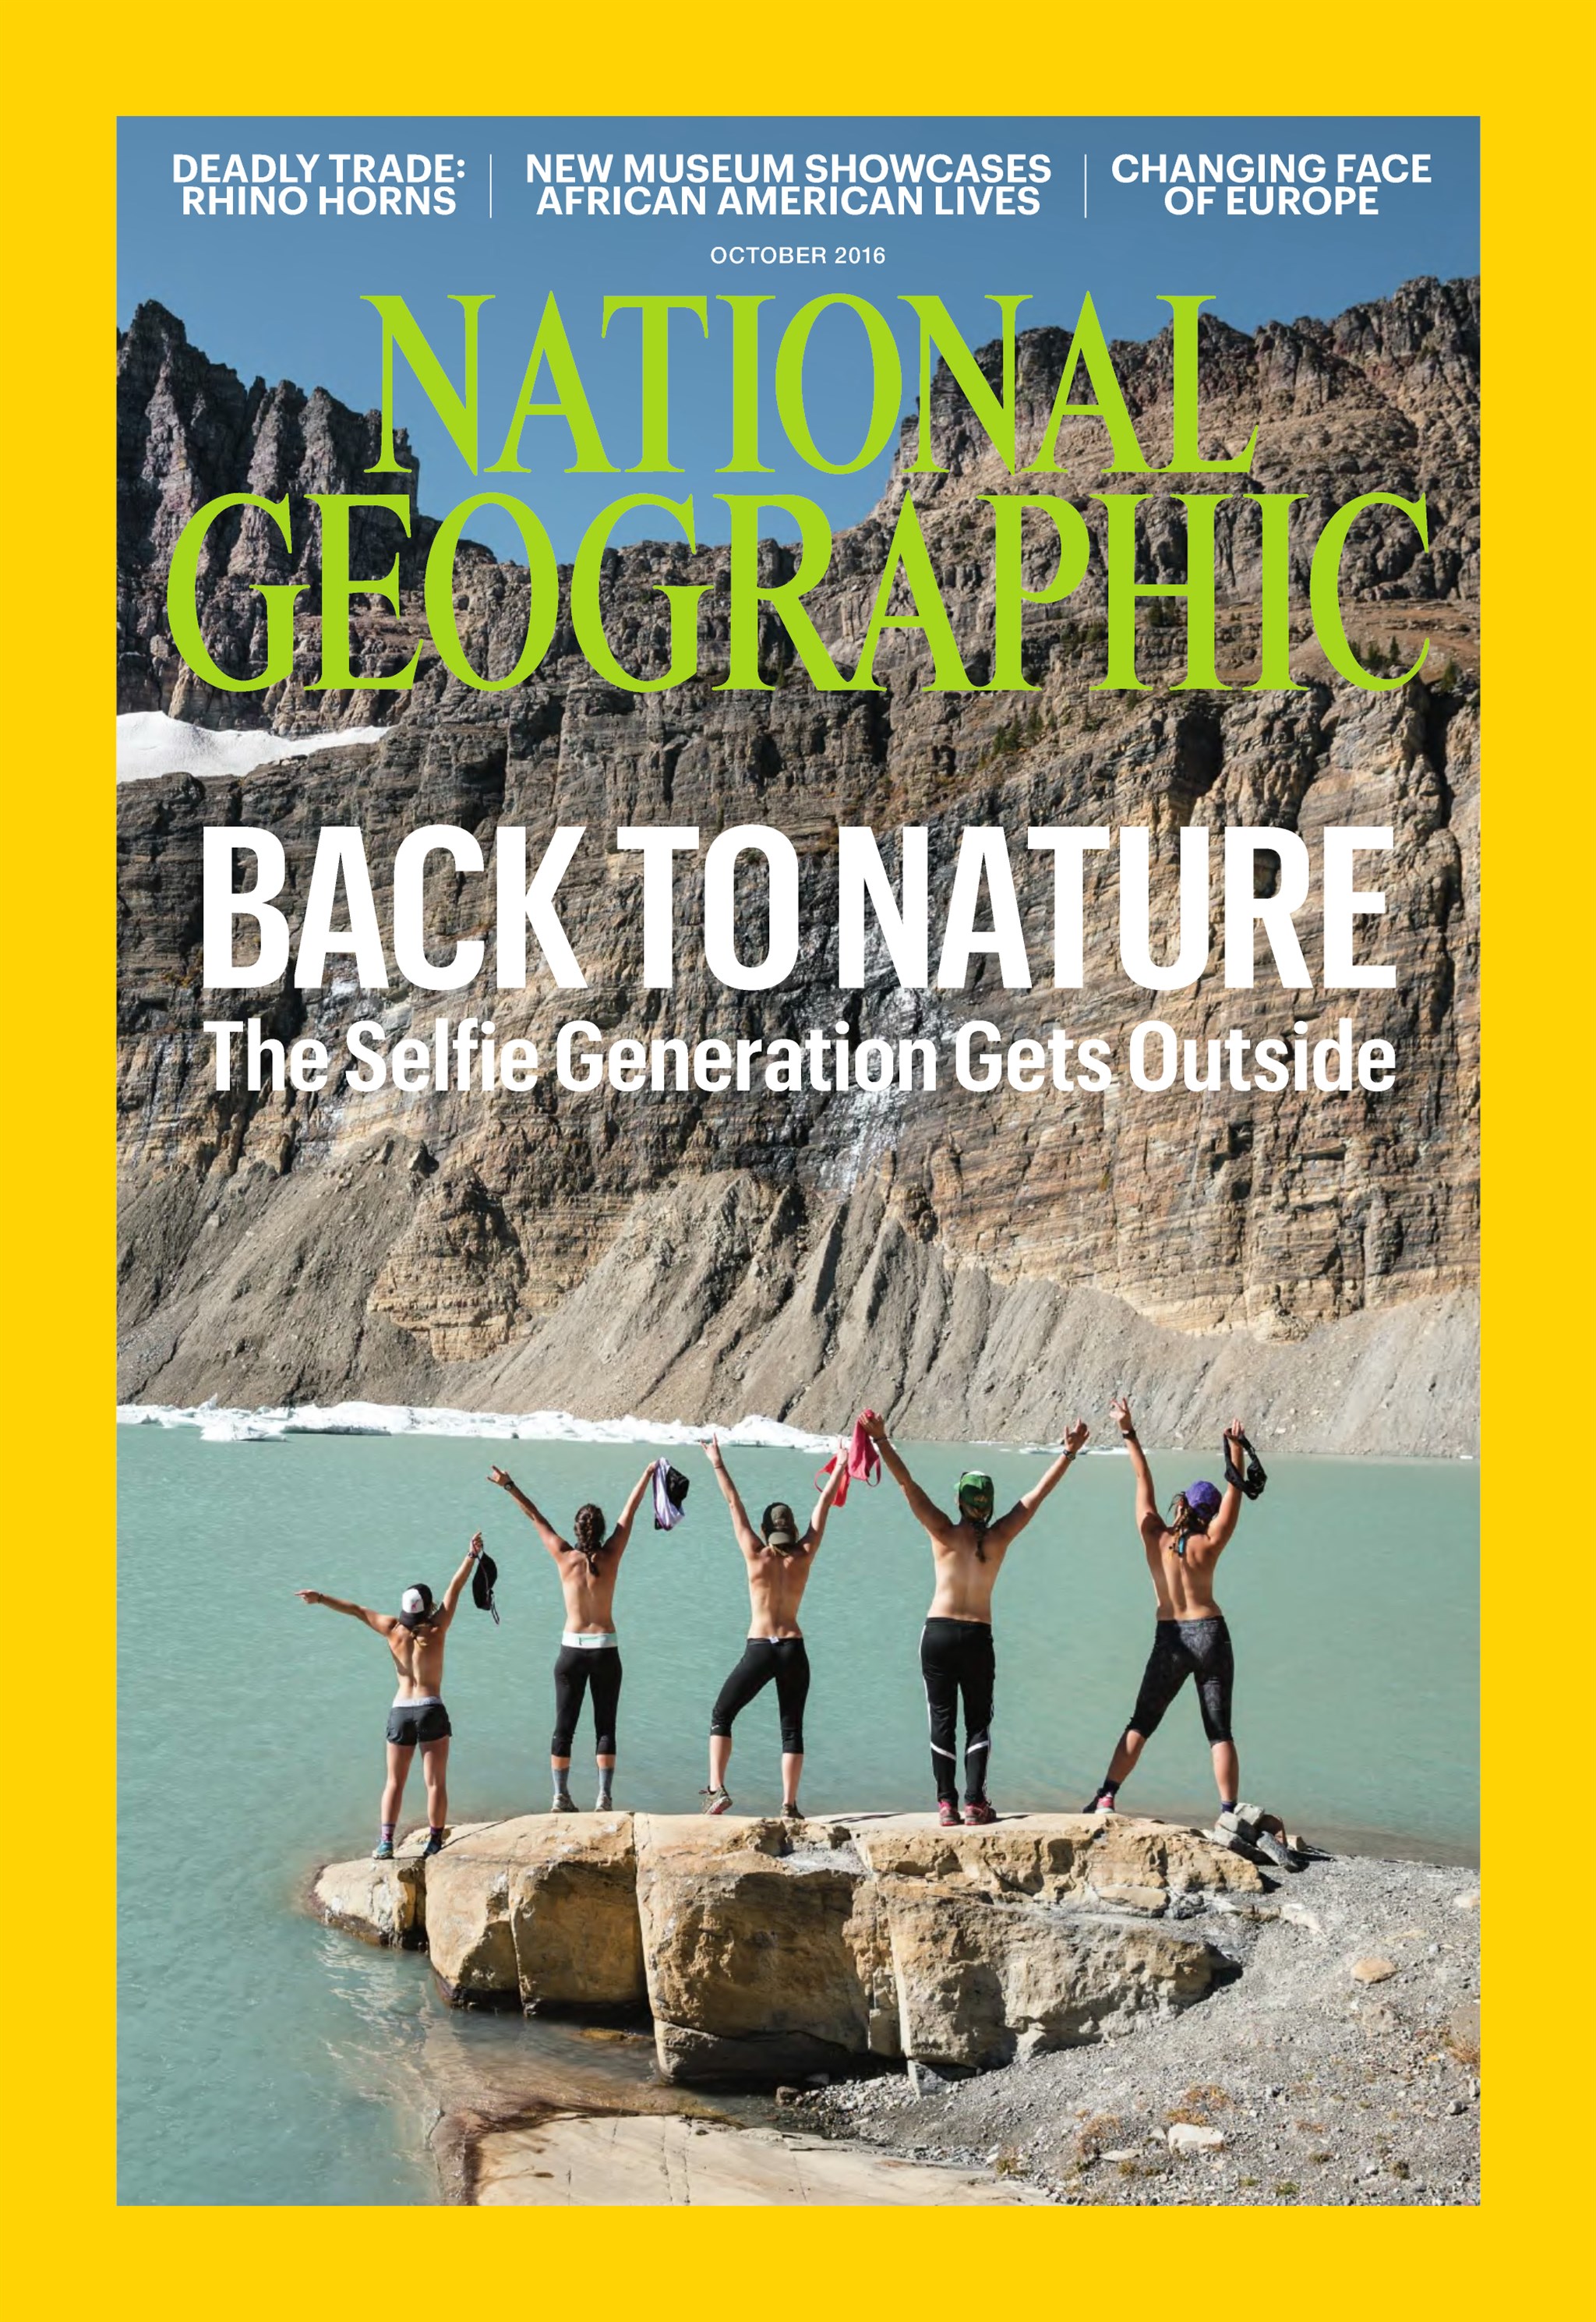 DEADLY TRADE:
RHINO HORNS
NEW MUSEUM SHOWCASES
AFRICAN AMERICAN LIVES
CHANGING FACE
OF EUROPE
OCTOBER 2016
NATIONAL
GEOGRAPHIC
BACK TO NATURE
The Selfie Generation Gets Outside